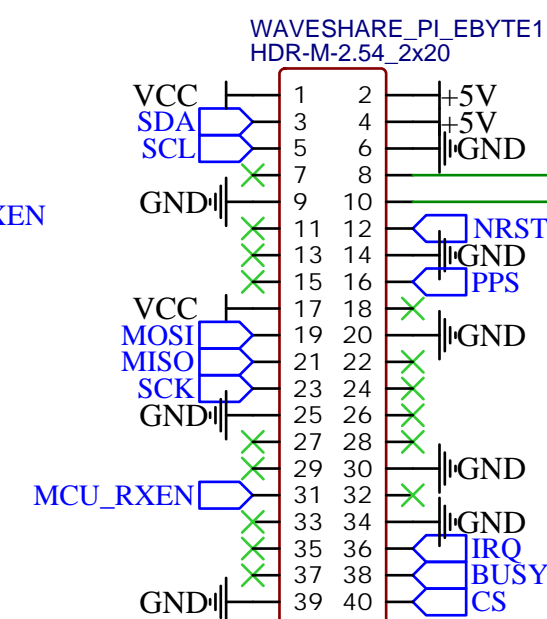 WAVESHARE_PI_EBYTE1
HDR-M-2.54_2x20
VCC 1 2 +5V
SDA 3 4 +5V
SCL 5 6 GND
7 8
GND 9 10
XEN
11 12 NRST
13 14 GND
15 16 PPS
VCC 17 18
MOSI 19 20 GND
MISO 21 22
SCK 23 24
GND 25 26
27 28
29 30 GND
MCU_RXEN 31 32
33 34 GND
35 36 IRQ
37 38 BUSY
GND 39 40 CS